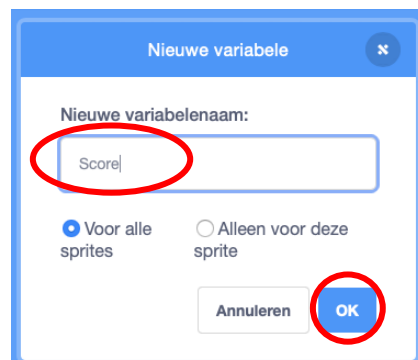 Nieuwe variabele
Nieuwe variabelenaam:
Score
Voor alle sprites
Alleen voor deze sprite
Annuleren
OK